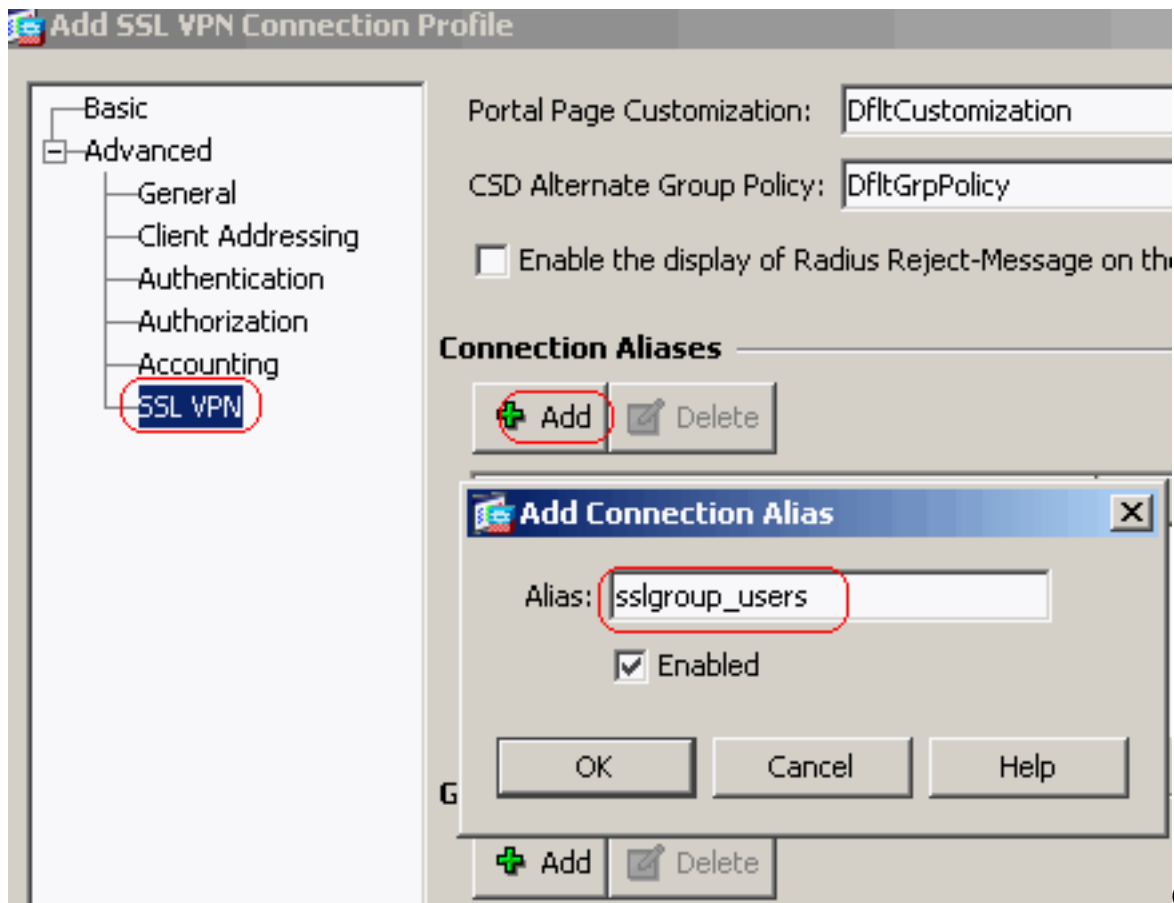 Add SSL VPN Connection Profile
Basic
Advanced
General
Client Addressing
Authentication
Authorization
Accounting
SSL VPN
Portal Page Customization: DfltCustomization
CSD Alternate Group Policy: DfltGrpPolicy
Enable the display of Radius Reject-Message on
Connection Aliases
Add Delete
Add Connection Alias
Alias: sslgroup_users
Enabled
OK Cancel Help
Add Delete